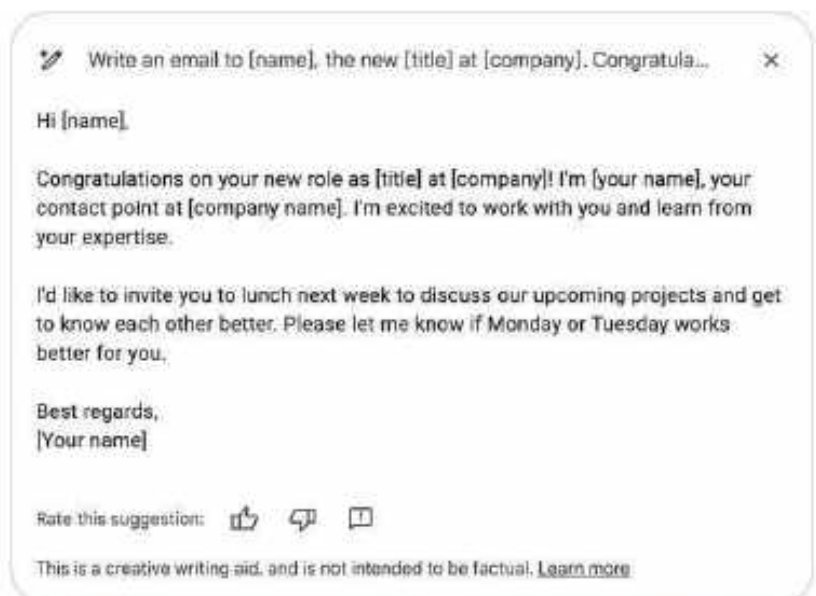 Write an email to [name], the new [title] at [company]. Congratula...
Hi [name],
Congratulations on your new role as [title] at [company]! I'm [your name], your
contact point at [company name]. I'm excited to work with you and learn from
your expertise.
I'd like to invite you to lunch next week to discuss our upcoming projects and get
to know each other better. Please let me know if Monday or Tuesday works
better for you.
Best regards,
[Your name]
Rate this suggestion:
This is a creative writing aid, and is not intended to be factual. Learn more